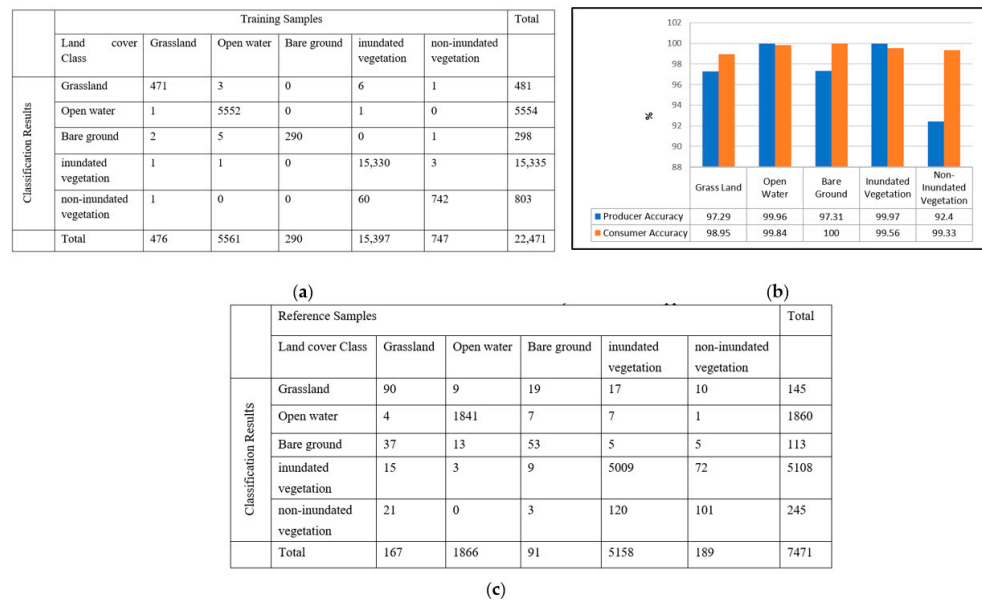 Training Samples Total
Land cover Class Grassland Open water Bare ground inundated vegetation non-inundated vegetation
Classification Results
Grassland 471 3 0 6 1 481
Open water 1 5552 1 0 5554
Bare ground 2 5 290 0 1 298
inundated vegetation 1 1 0 15,330 3 15,335
non-inundated vegetation 1 0 0 60 742 803
Total 476 5561 290 15,397 747 22,471
(a)
102
100
98
96
94
92
90
88
%
Grass Land Open Water Bare Ground Inundated Vegetation Non-Inundated Vegetation
Producer Accuracy 97.29 99.96 97.31 99.97 92.4
Consumer Accuracy 98.95 99.84 100 99.56 99.33
(b)
Reference Samples Total
Land cover Class Grassland Open water Bare ground inundated vegetation non-inundated vegetation
Classification Results
Grassland 90 9 19 17 10 145
Open water 4 1841 7 7 1 1860
Bare ground 37 13 53 5 5 113
inundated vegetation 15 3 9 5009 72 5108
non-inundated vegetation 21 0 3 120 101 245
Total 167 1866 91 5158 189 7471
(c)